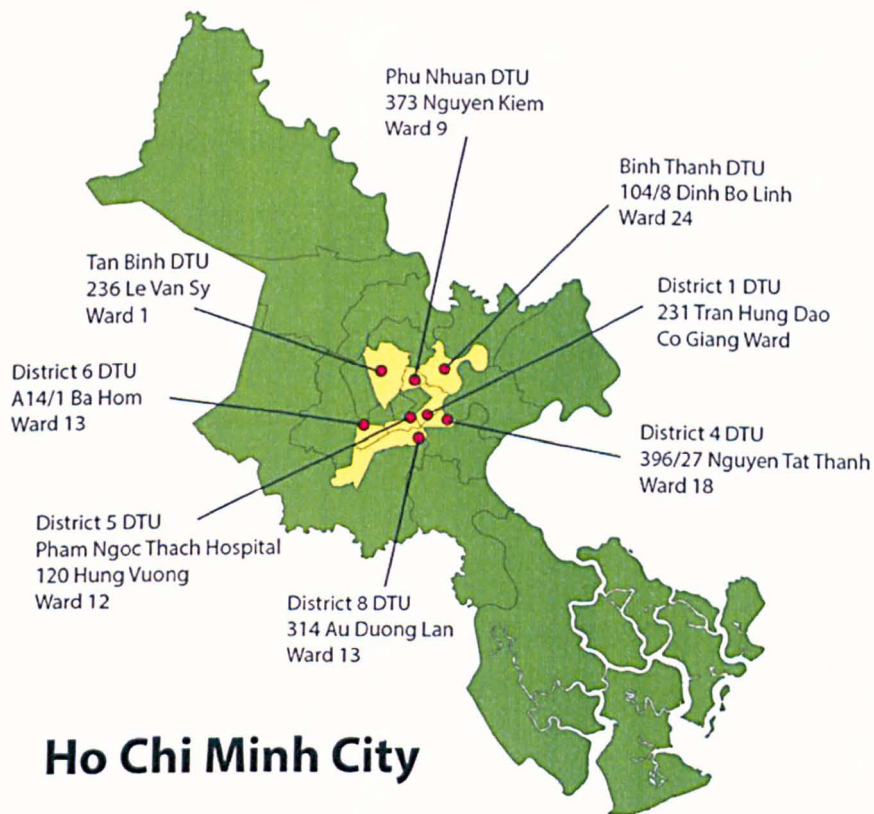 Phu Nhuan DTU
373 Nguyen Kiem
Ward 9
Binh Thanh DTU
104/8 Dinh Bo Linh
Ward 24
Tan Binh DTU
236 Le Van Sy
Ward 1
District 1 DTU
231 Tran Hung Dao
Co Giang Ward
District 6 DTU
A14/1 Ba Hom
Ward 13
District 4 DTU
396/27 Nguyen Tat Thanh
Ward 18
District 5 DTU
Pham Ngoc Thach Hospital
120 Hung Vuong
Ward 12
District 8 DTU
314 Au Duong Lan
Ward 13
Ho Chi Minh City